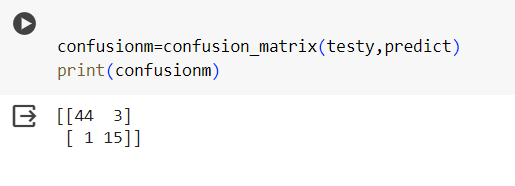 confusionm=confusion_matrix(testy,predict)
print(confusionm)
[[44  3]
 [ 1 15]]